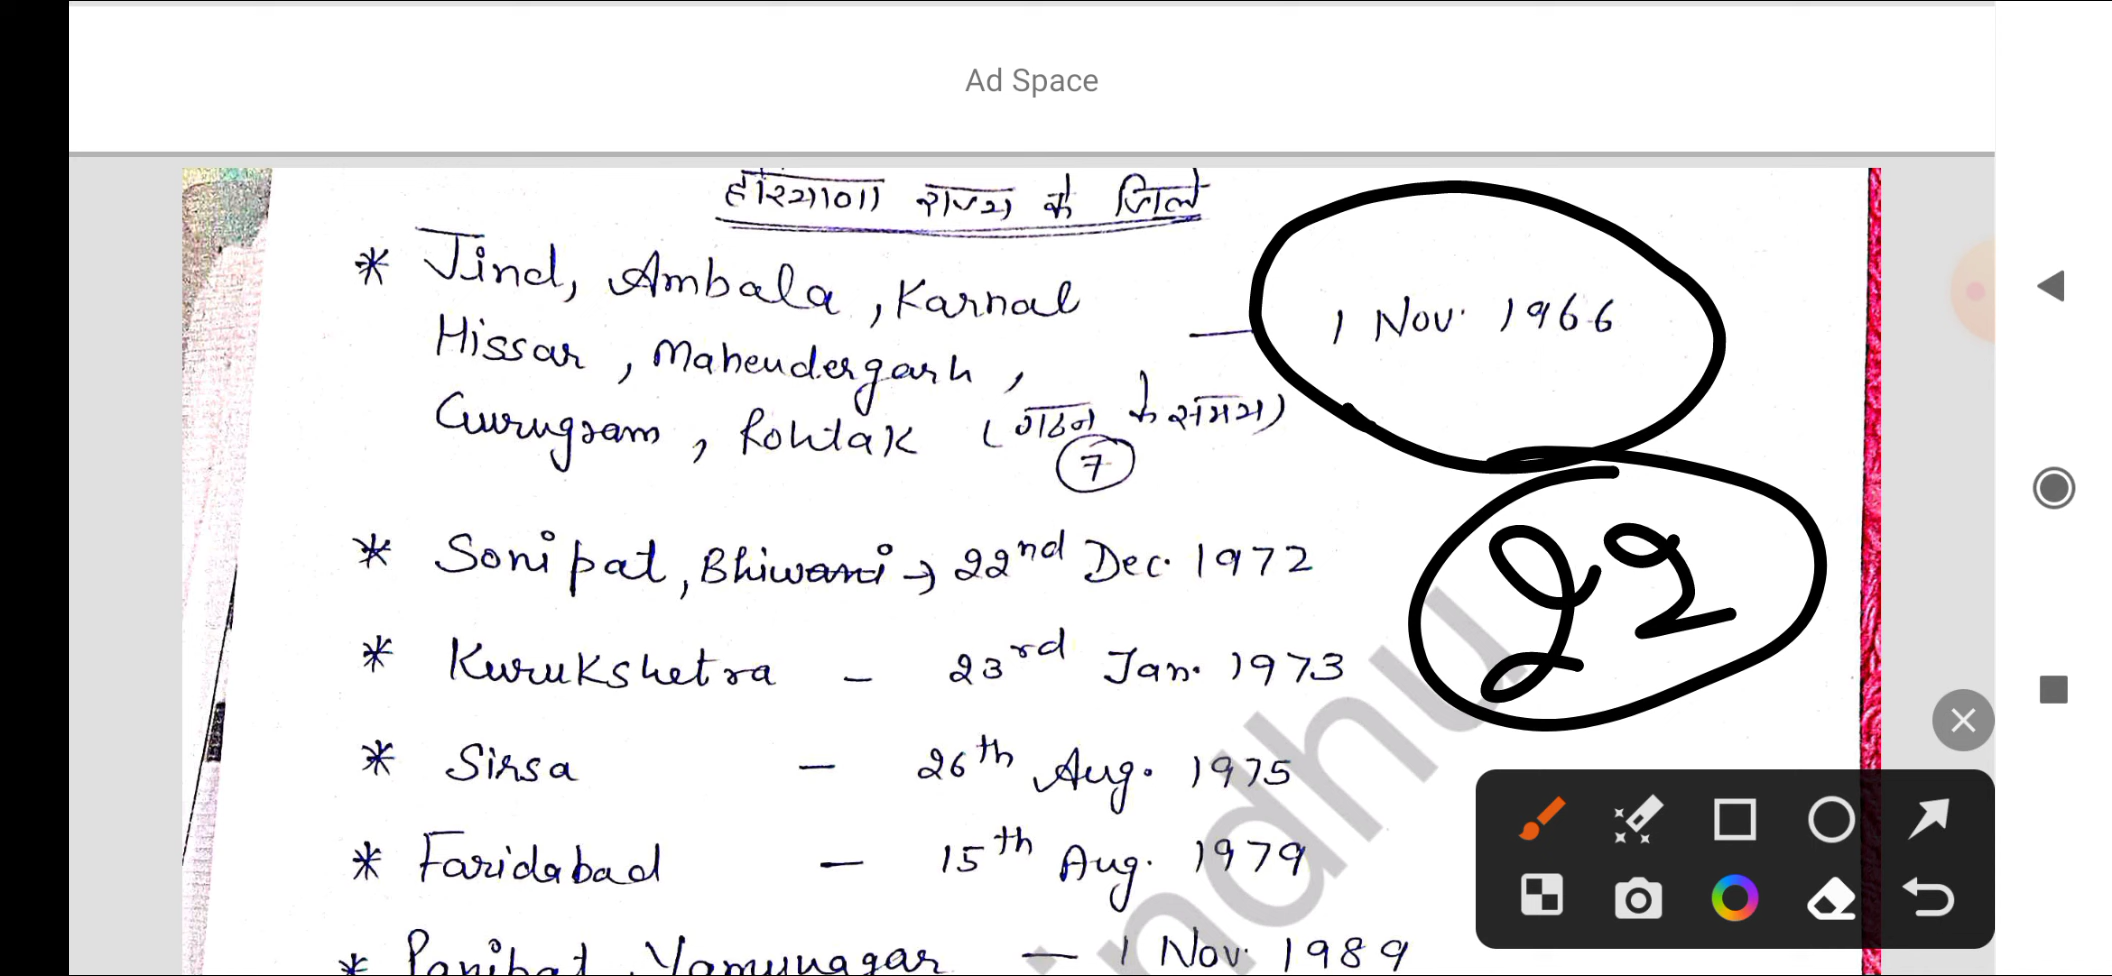 Ad Space
हरियाणा राज्य के जिले
* Jind, Ambala, Karnal
Hissar, Mahendergarh, — 1 Nov. 1966
Gurugram, Rohtak (गठन के समय)
7
22
* Sonipat, Bhiwani → 22nd Dec. 1972
* Kurukshetra – 23rd Jan. 1973
* Sirsa – 26th Aug. 1975
* Faridabad – 15th Aug. 1979
* Panipat, Yamunagar — 1 Nov. 1989
indhu